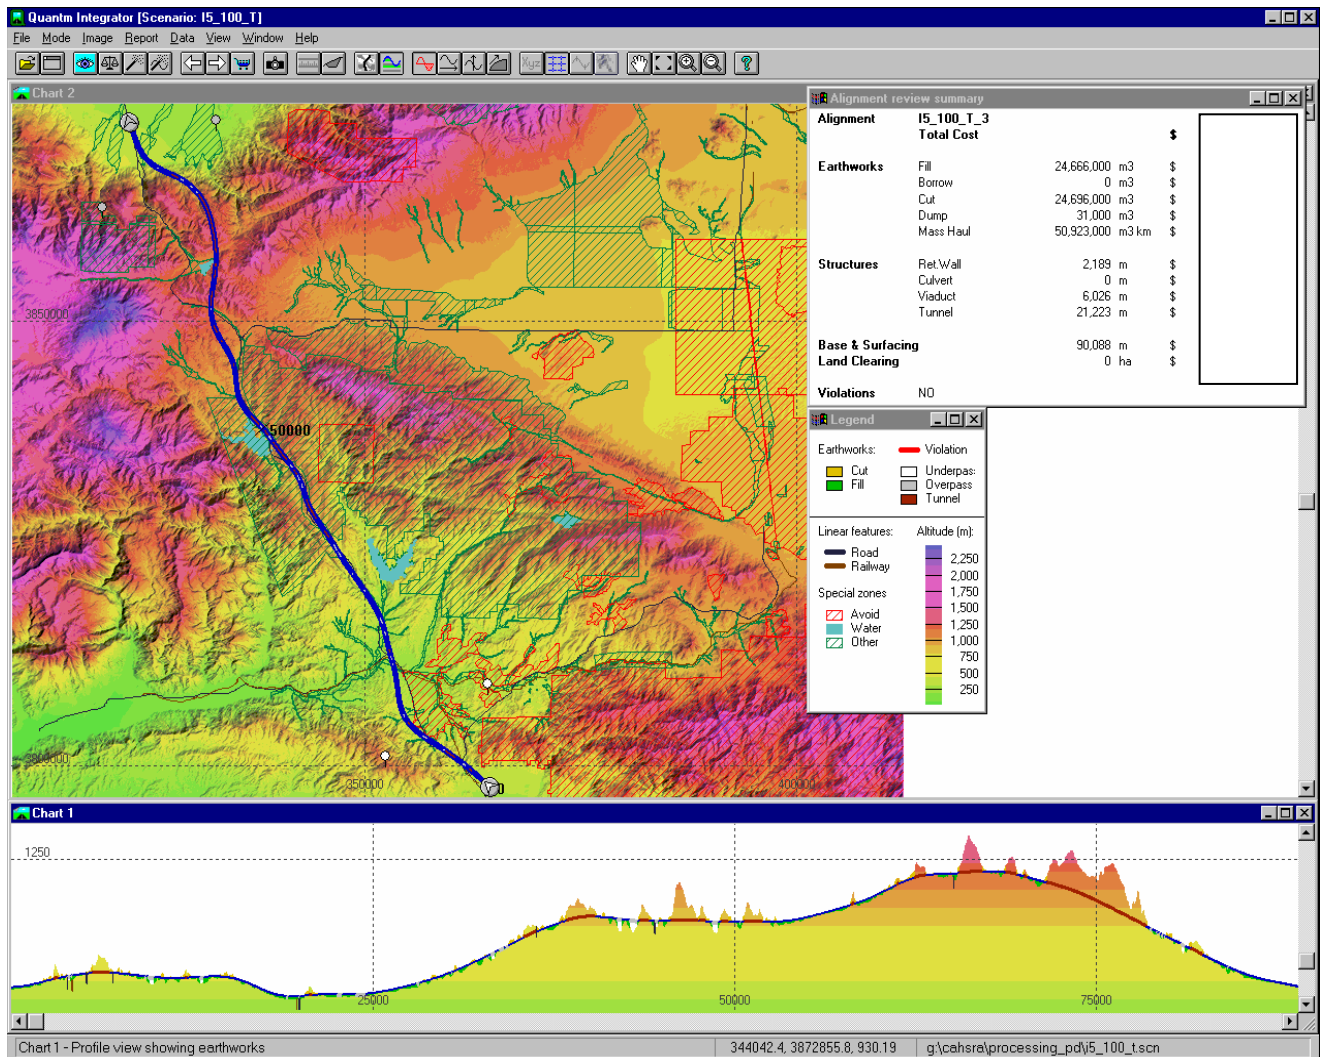 Quantm Integrator [Scenario: I5_100_T]
File Mode Image Report Data View Window Help
Xyz
Chart 2
3850000
50000
3800000
350000
400000
0
Alignment review summary
Alignment I5_100_T_3
Total Cost $
Earthworks Fill 24,666,000 m3 $
Borrow 0 m3 $
Cut 24,696,000 m3 $
Dump 31,000 m3 $
Mass Haul 50,923,000 m3 km $
Structures Ret.Wall 2,189 m $
Culvert 0 m $
Viaduct 6,026 m $
Tunnel 21,223 m $
Base & Surfacing 90,088 m $
Land Clearing 0 ha $
Violations NO
Legend
Earthworks: Violation
Cut Underpas:
Fill Overpass
Tunnel
Linear features: Altitude (m):
Road
Railway
Special zones
Avoid
Water
Other
2,250
2,000
1,750
1,500
1,250
1,000
750
500
250
Chart 1
1250
25000 50000 75000
Chart 1 - Profile view showing earthworks 344042.4, 3872855.8, 930.19 g:\cahsra\processing_pd\i5_100_t.scn